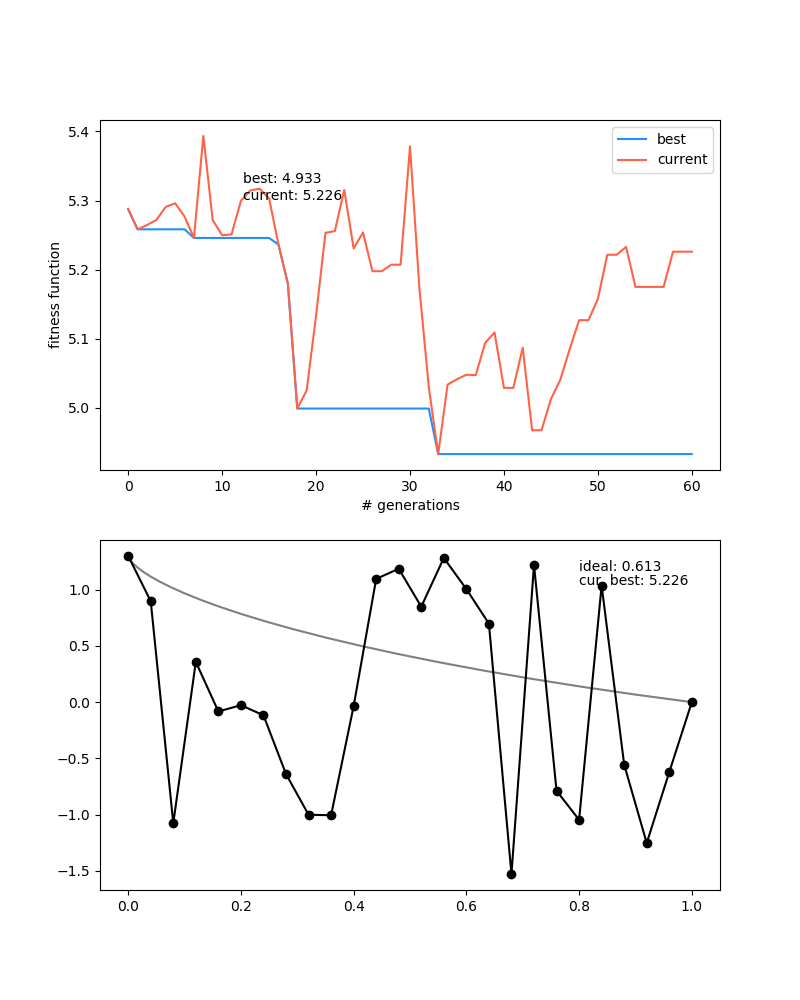 5.4
5.3
5.2
5.1
5.0
fitness function
best: 4.933
current: 5.226
best
current
0 10 20 30 40 50 60
# generations
1.0
0.5
0.0
−0.5
−1.0
−1.5
ideal: 0.613
cur. best: 5.226
0.0 0.2 0.4 0.6 0.8 1.0